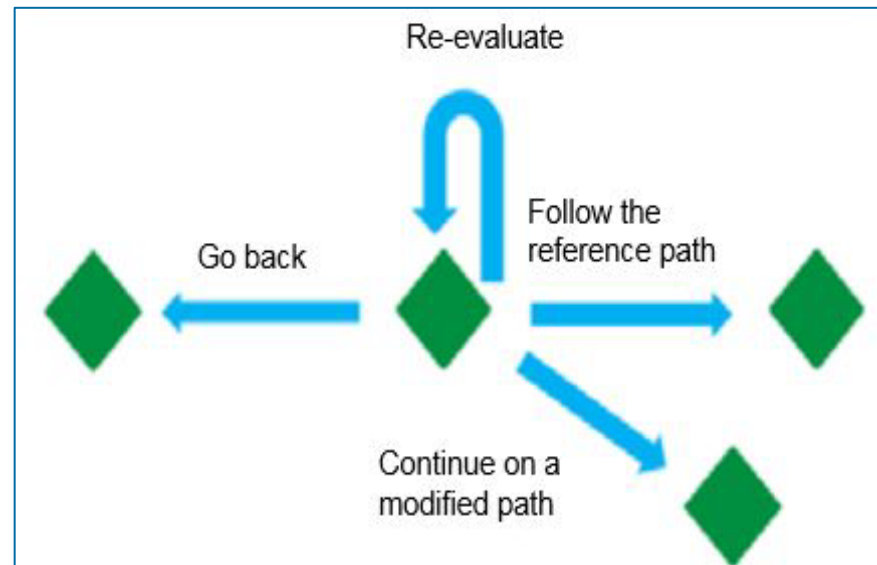 Re-evaluate
Go back
Follow the
reference path
Continue on a
modified path